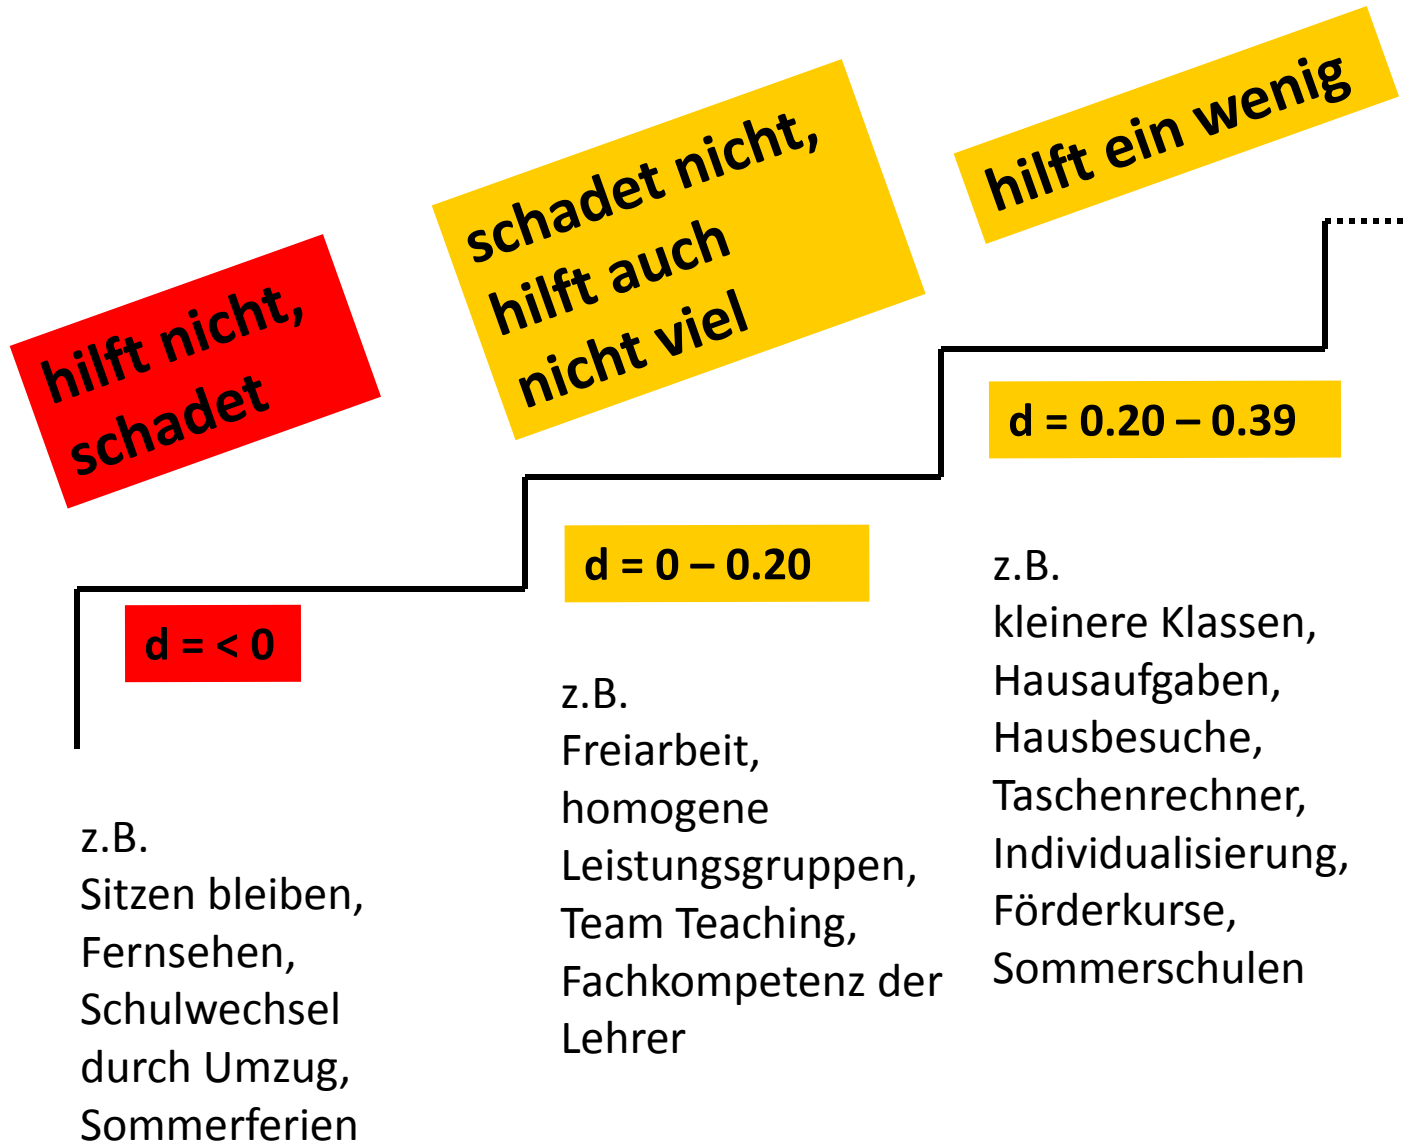 hilft nicht,
schadet
d = < 0
z.B.
Sitzen bleiben,
Fernsehen,
Schulwechsel
durch Umzug,
Sommerferien
schadet nicht,
hilft auch
nicht viel
d = 0 – 0.20
z.B.
Freiarbeit,
homogene
Leistungsgruppen,
Team Teaching,
Fachkompetenz der
Lehrer
hilft ein wenig
d = 0.20 – 0.39
z.B.
kleinere Klassen,
Hausaufgaben,
Hausbesuche,
Taschenrechner,
Individualisierung,
Förderkurse,
Sommerschulen